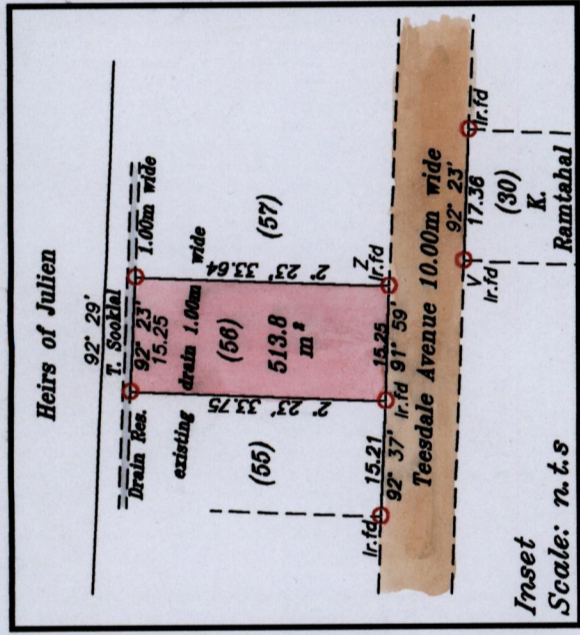 Heirs of Julien
92° 29'
T. Sooklal
Drain Res.
92° 23'
1.00m wide
15.25
existing drain 1.00m wide
(55)
(56)
(57)
513.8
m²
2° 23' 33.75
2° 23' 33.64
Z
Ir.fd
15.21
15.25
Ir.fd
92° 37'
Ir.fd
91° 59'
Teesdale Avenue 10.00m wide
92° 23'
V
17.36
Ir.fd
Ir.fd
(30)
K.
Ramtahal
Inset
Scale: n.t.s